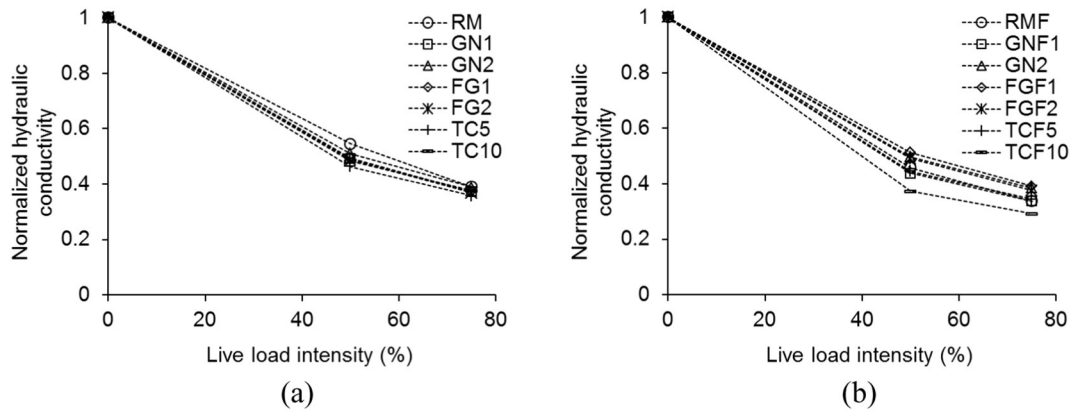 Normalized hydraulic
conductivity
1
0.8
0.6
0.4
0.2
0
0
20
40
60
80
Live load intensity (%)
RM
GN1
GN2
FG1
FG2
TC5
TC10
(a)
Normalized hydraulic
conductivity
1
0.8
0.6
0.4
0.2
0
0
20
40
60
80
Live load intensity (%)
RMF
GNF1
GN2
FGF1
FGF2
TCF5
TCF10
(b)